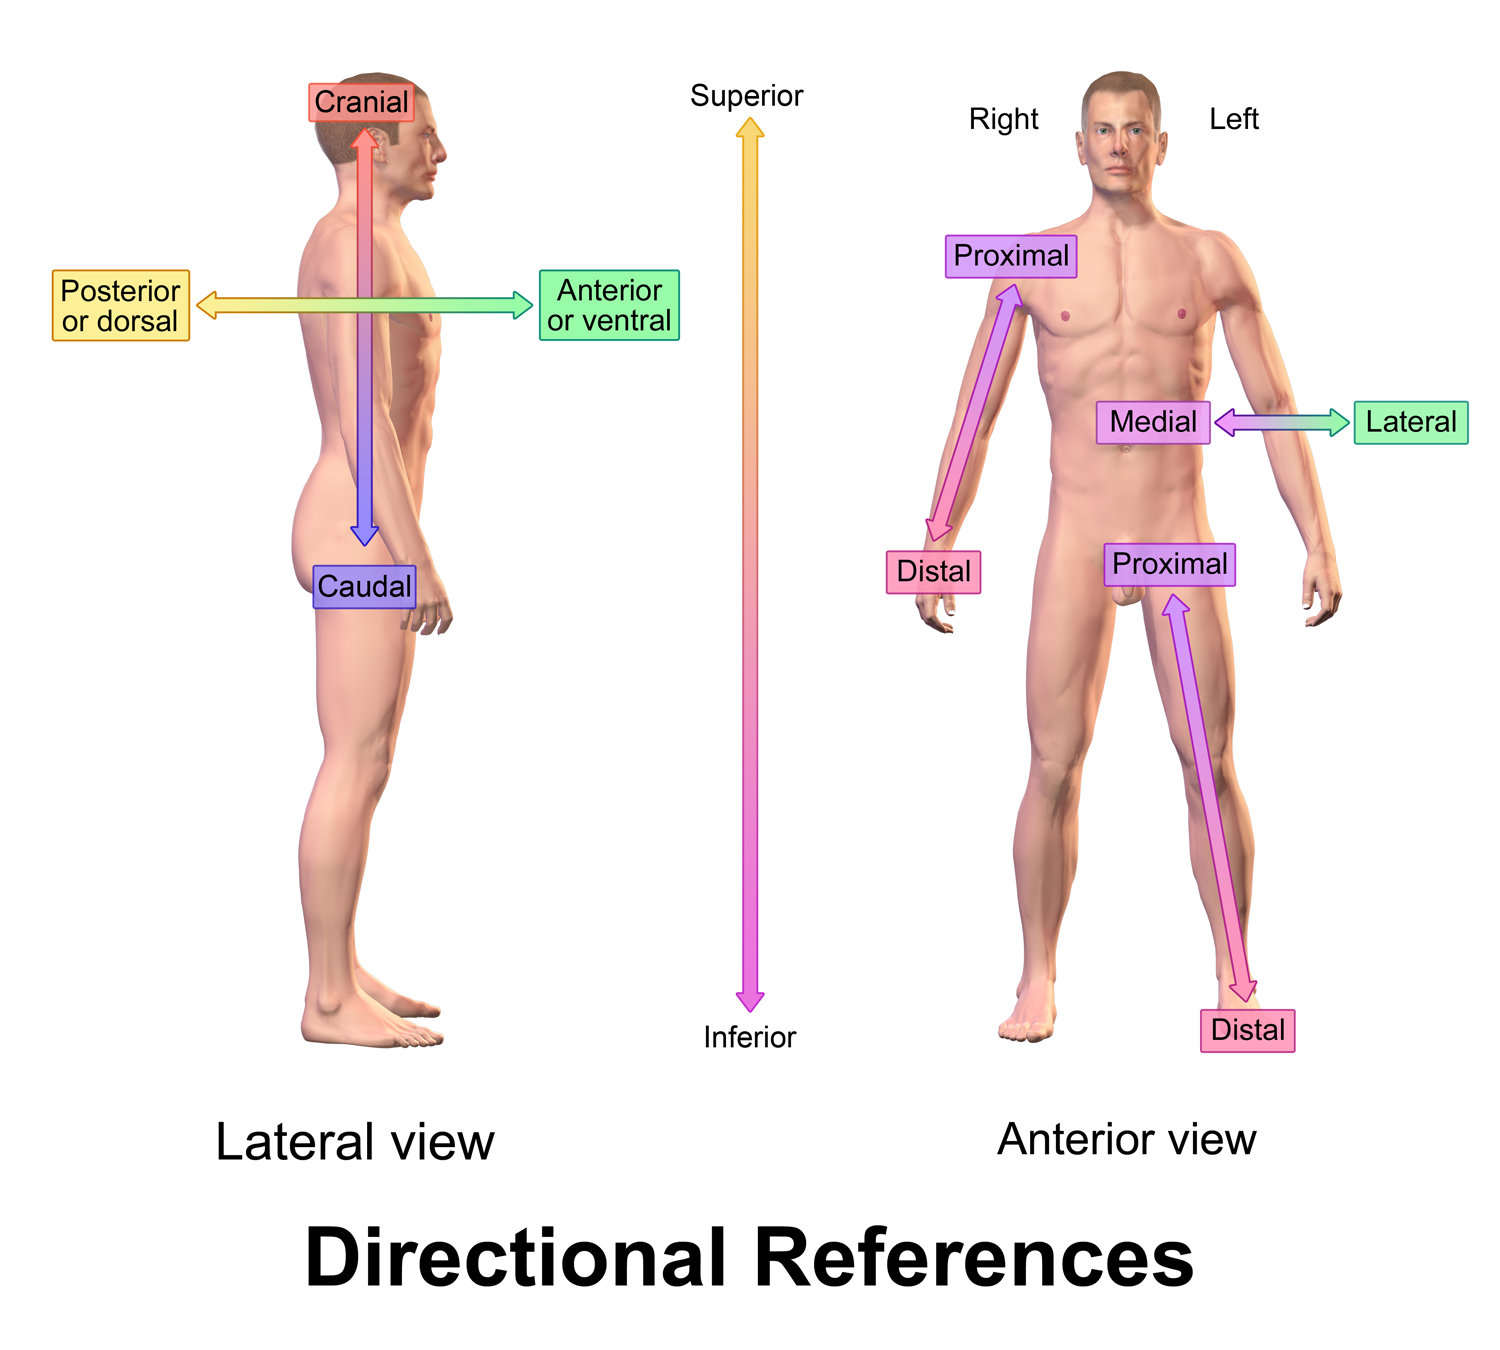 Cranial
Posterior
or dorsal
Anterior
or ventral
Caudal
Superior
Inferior
Right
Left
Proximal
Medial
Lateral
Distal
Proximal
Distal
Lateral view
Anterior view
Directional References